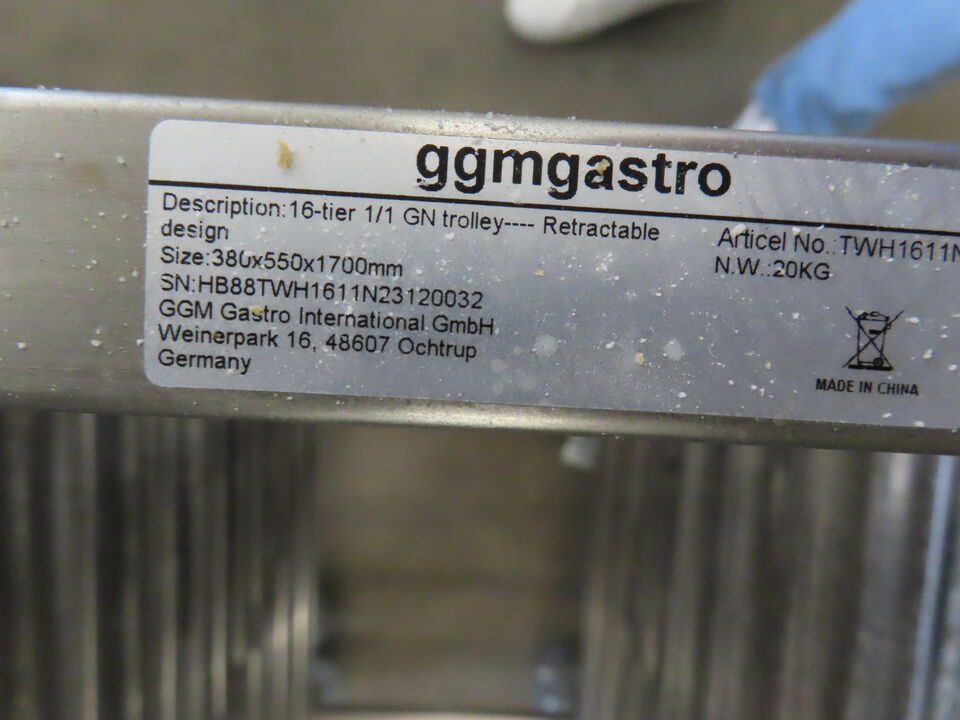 ggmgastro
Description:16-tier 1/1 GN trolley---- Retractable
design
Size:380x550x1700mm
SN:HB88TWH1611N23120032
GGM Gastro International GmbH
Weinerpark 16, 48607 Ochtrup
Germany
Articel No.:TWH1611N
N.W.:20KG
MADE IN CHINA